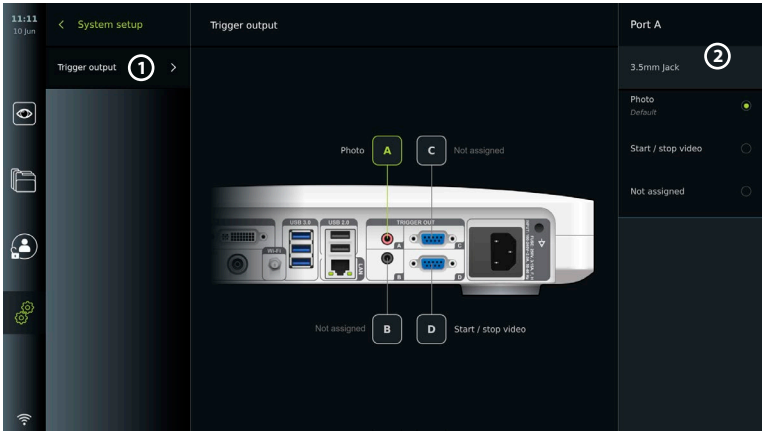 11:11
10 Jun
System setup
Trigger output
1
Trigger output
Photo
A
C
Not assigned
USB 3.0
USB 2.0
TRIGGER OUT
Wi-Fi
LAN
A
C
B
D
Not assigned
B
D
Start / stop video
Port A
2
3.5mm Jack
Photo
Default
Start / stop video
Not assigned